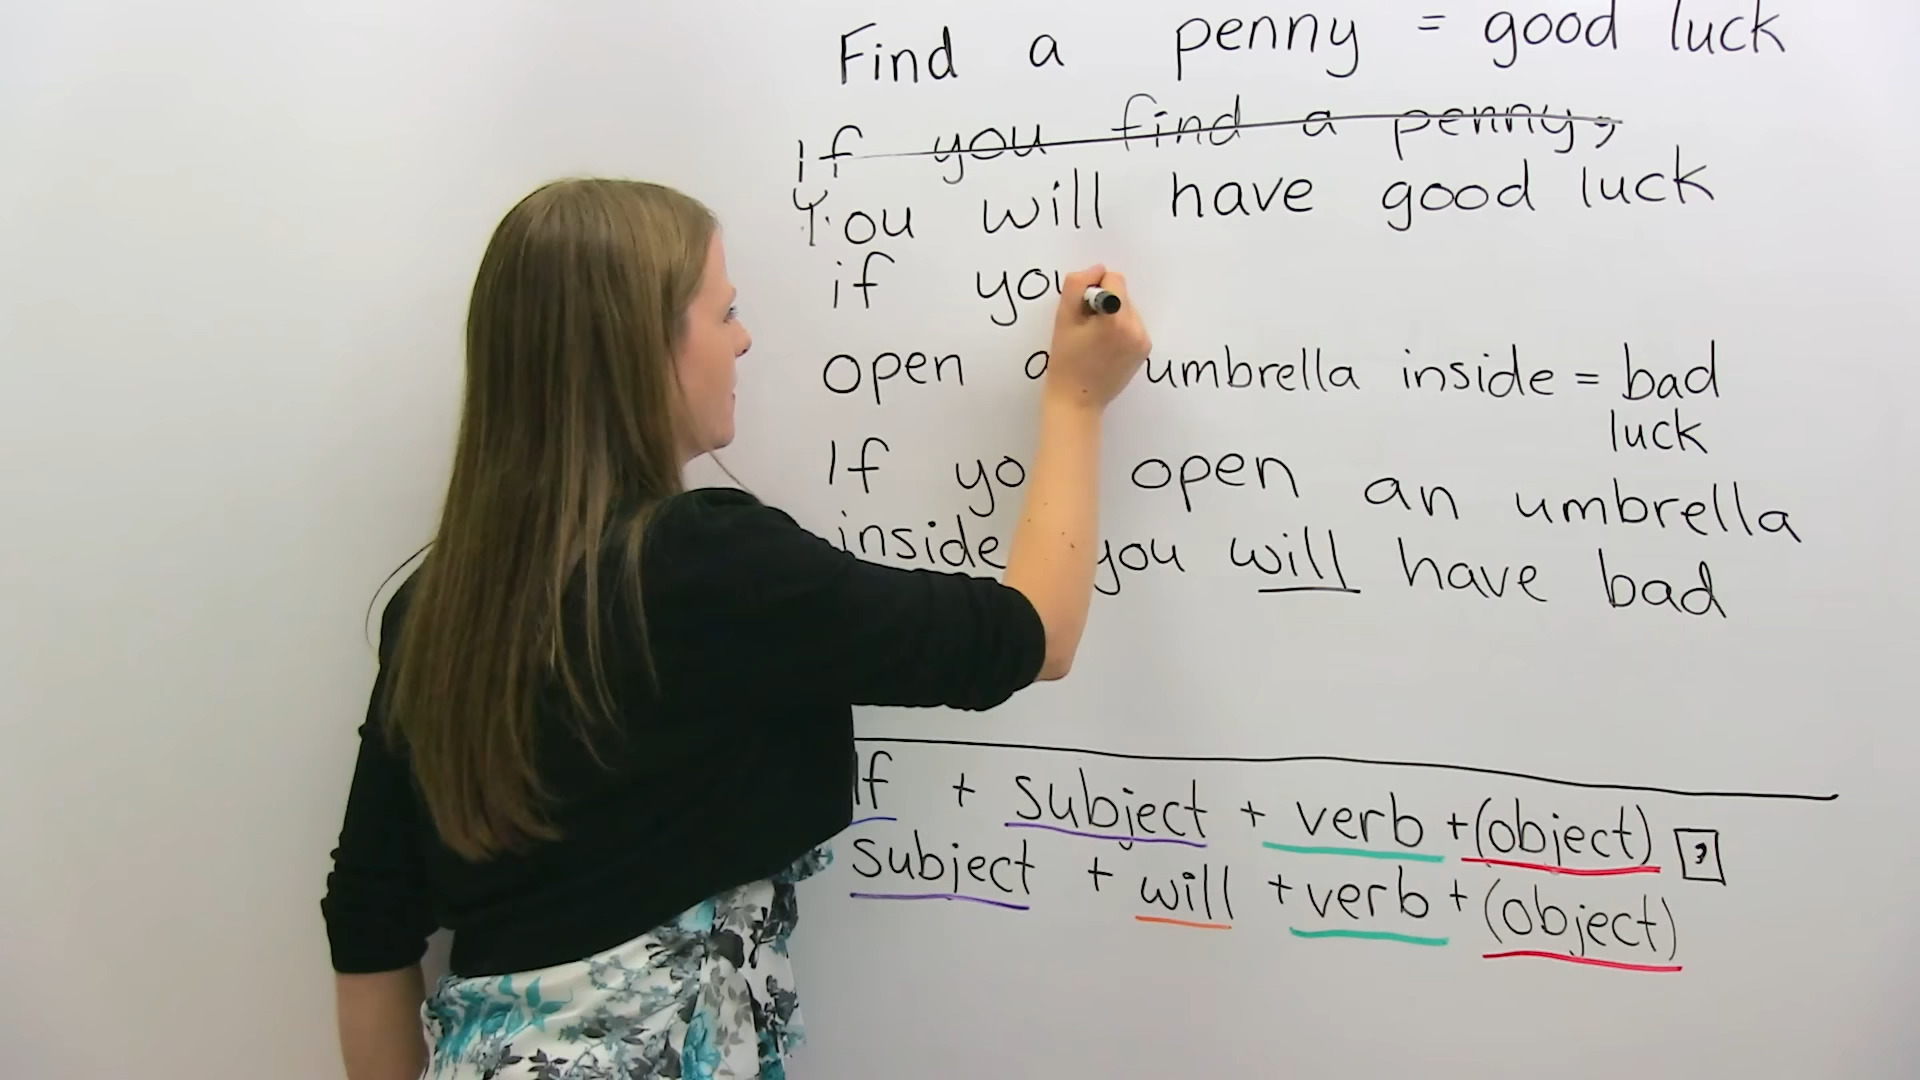 Find a penny = good luck
If you find a penny,
You will have good luck
if you
open a umbrella inside = bad
luck
If yo open an umbrella
inside you will have bad
If + subject + verb + (object) ,
subject + will + verb + (object)